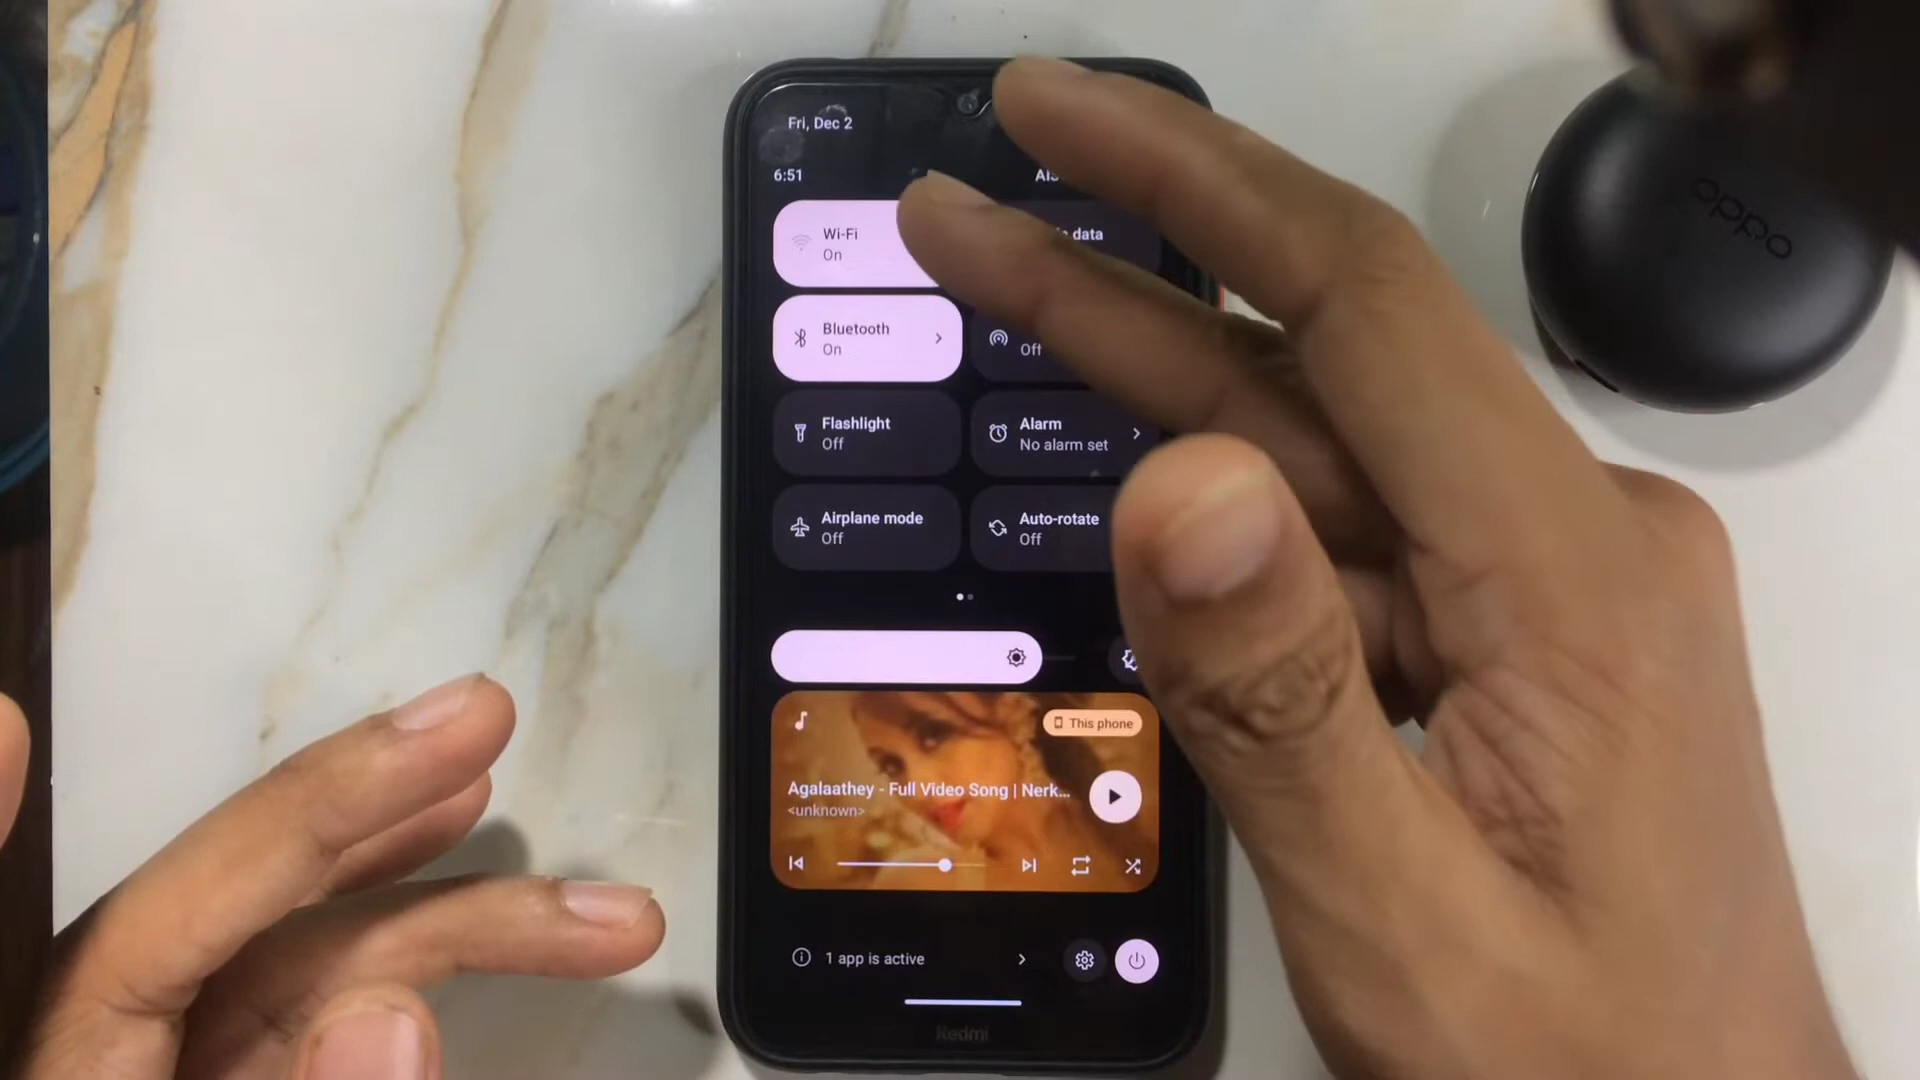 Fri, Dec 2
6:51
Wi-Fi
On
data
Bluetooth
On
Off
Flashlight
Off
Alarm
No alarm set
Airplane mode
Off
Auto-rotate
Off
This phone
Agalaathey - Full Video Song | Nerk...
<unknown>
1 app is active
Redmi
oppo